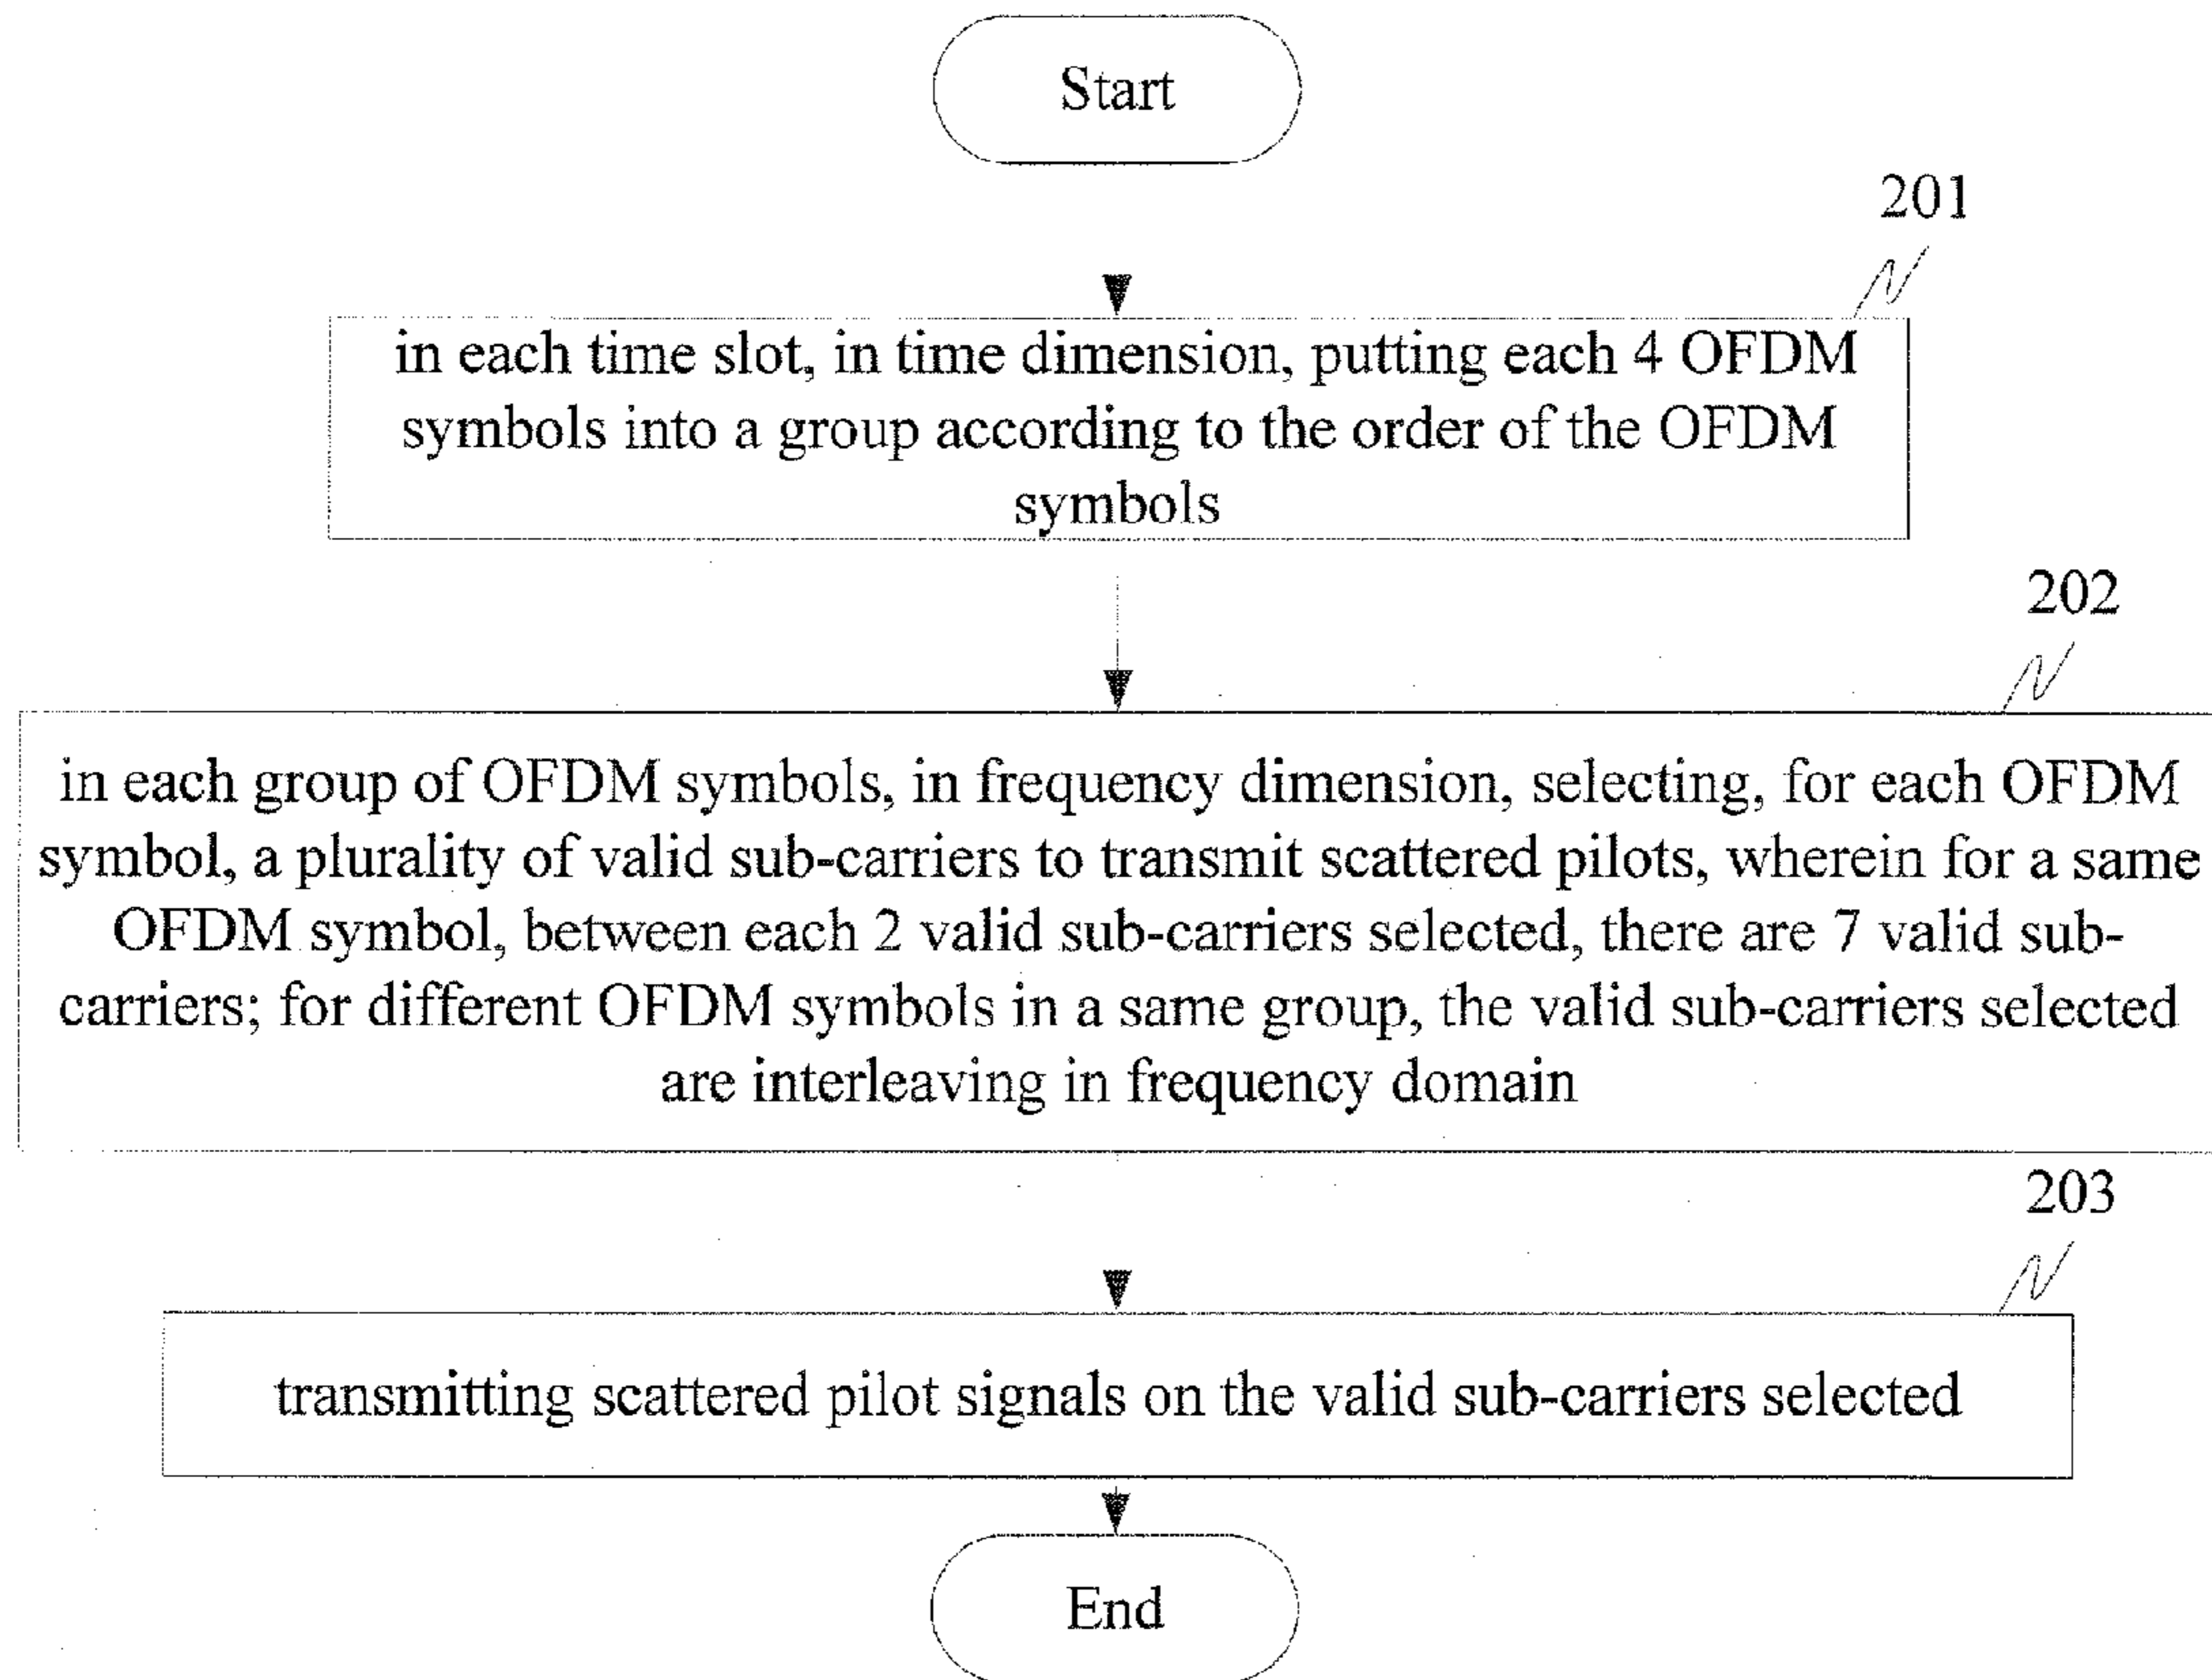 Start
201
in each time slot, in time dimension, putting each 4 OFDM
symbols into a group according to the order of the OFDM
symbols
202
in each group of OFDM symbols, in frequency dimension, selecting, for each OFDM
symbol, a plurality of valid sub-carriers to transmit scattered pilots, wherein for a same
OFDM symbol, between each 2 valid sub-carriers selected, there are 7 valid sub-
carriers; for different OFDM symbols in a same group, the valid sub-carriers selected
are interleaving in frequency domain
203
transmitting scattered pilot signals on the valid sub-carriers selected
End